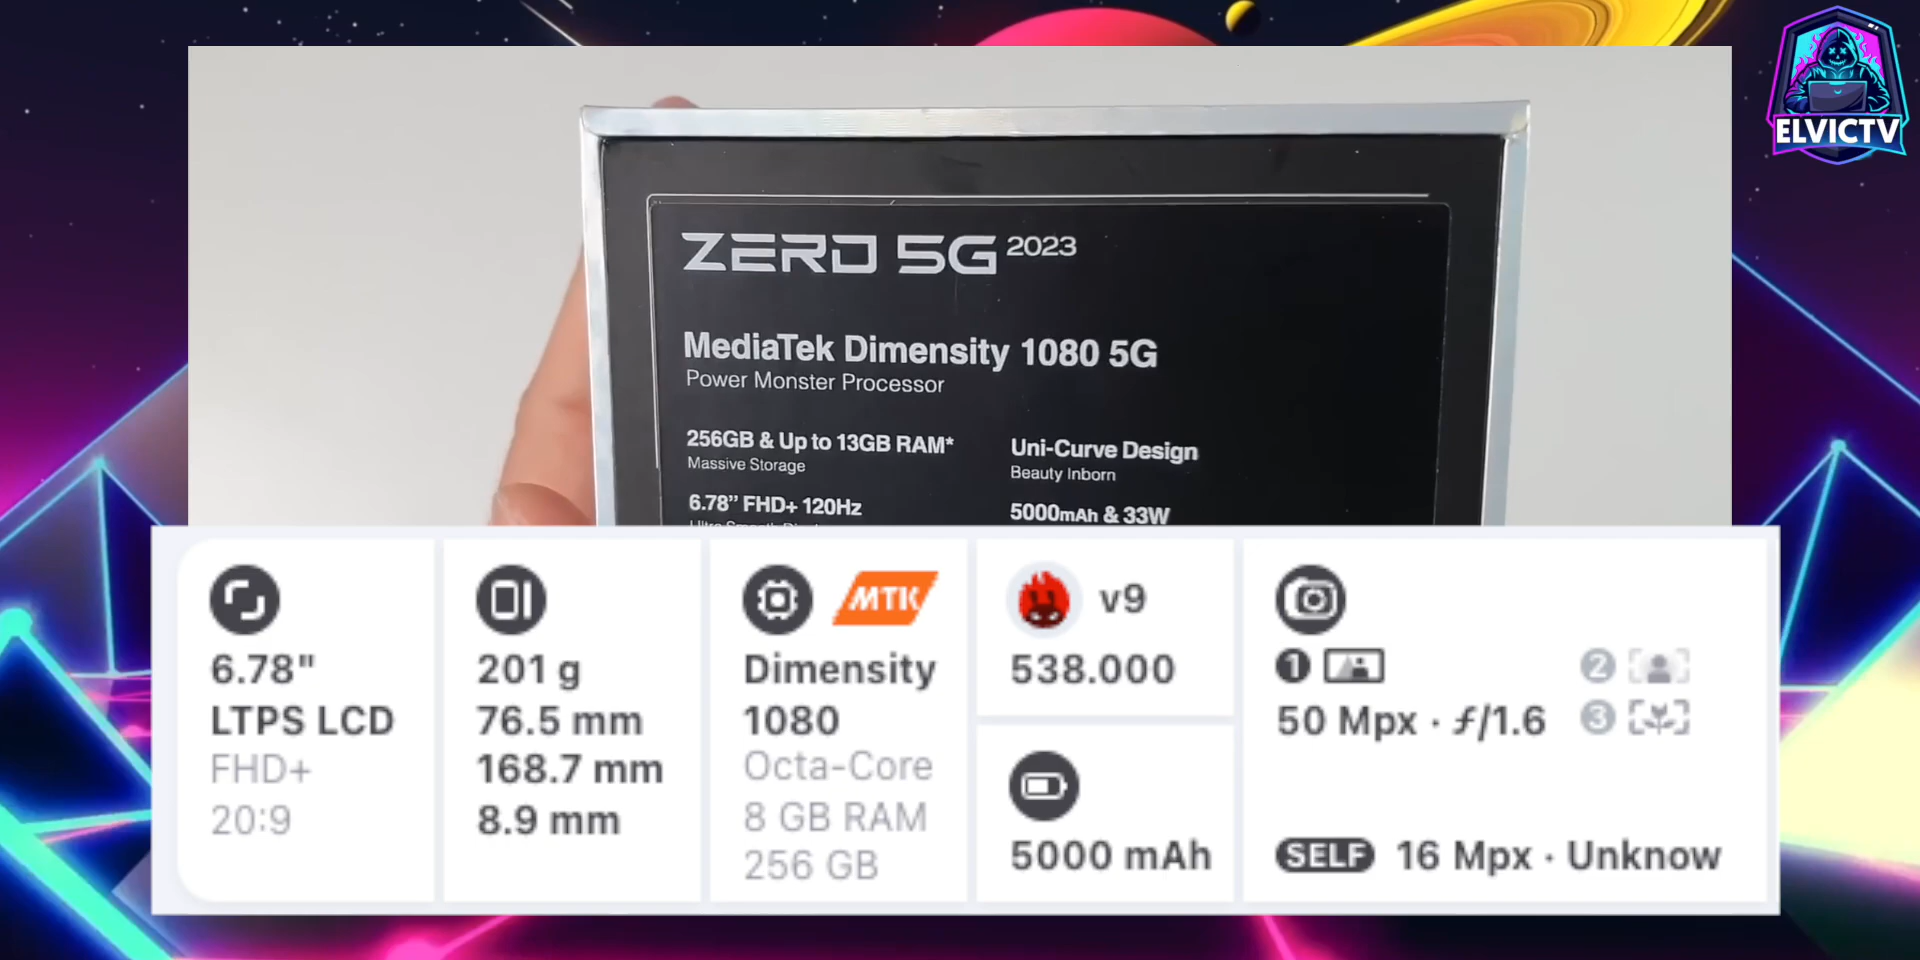 ELVICTV
ZERO 5G 2023
MediaTek Dimensity 1080 5G
Power Monster Processor
256GB & Up to 13GB RAM*
Massive Storage
Uni-Curve Design
Beauty Inborn
6.78" FHD+ 120Hz
5000mAh & 33W
6.78"
LTPS LCD
FHD+
20:9
201 g
76.5 mm
168.7 mm
8.9 mm
MTK
Dimensity
1080
Octa-Core
8 GB RAM
256 GB
v9
538.000
5000 mAh
1
50 Mpx · ƒ/1.6
2
3
SELF 16 Mpx · Unknow